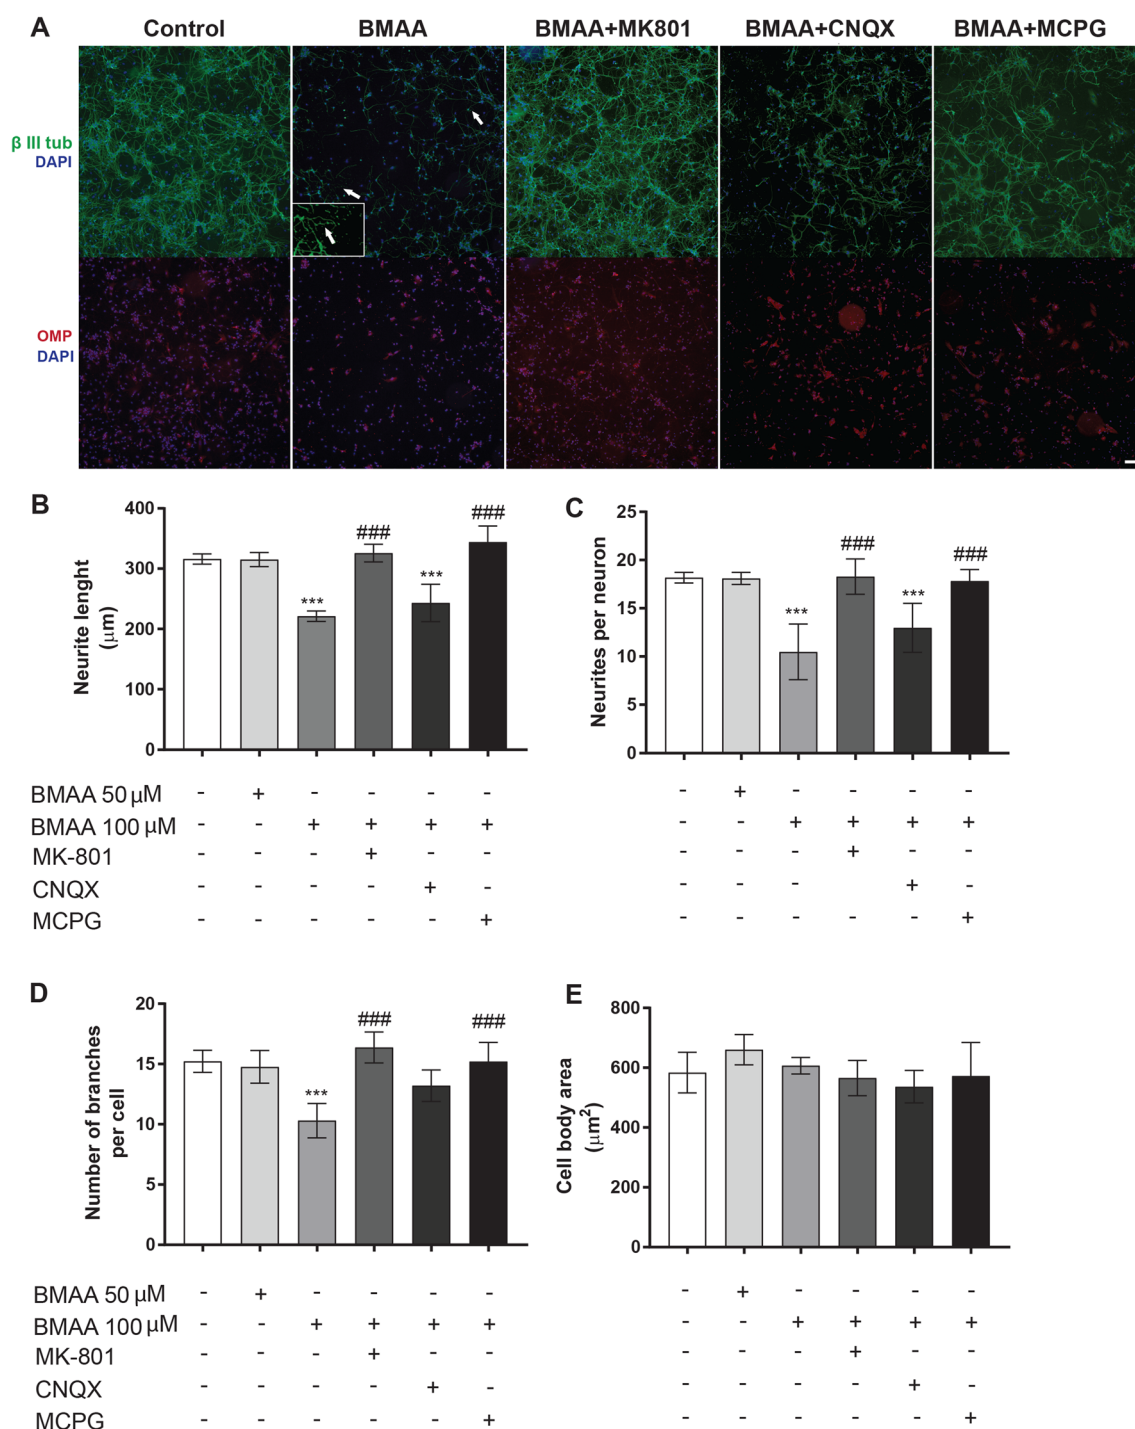 A Control BMAA BMAA+MK801 BMAA+CNQX BMAA+MCPG
β III tub
DAPI
OMP
DAPI
B
Neurite lenght
(μm)
400
300
200
100
0
### ###
*** ***
BMAA 50 μM - + - - - -
BMAA 100 μM - - + + + +
MK-801 - - - + - -
CNQX - - - - + -
MCPG - - - - - +
C
Neurites per neuron
25
20
15
10
5
0
### ###
*** ***
- + - - - -
- - + + + +
- - - + - -
- - - - + -
- - - - - +
D
Number of branches
per cell
20
15
10
5
0
### ###
***
BMAA 50 μM - + - - - -
BMAA 100 μM - - + + + +
MK-801 - - - + - -
CNQX - - - - + -
MCPG - - - - - +
E
Cell body area
(μm²)
800
600
400
200
0
- + - - - -
- - + + + +
- - - + - -
- - - - + -
- - - - - +